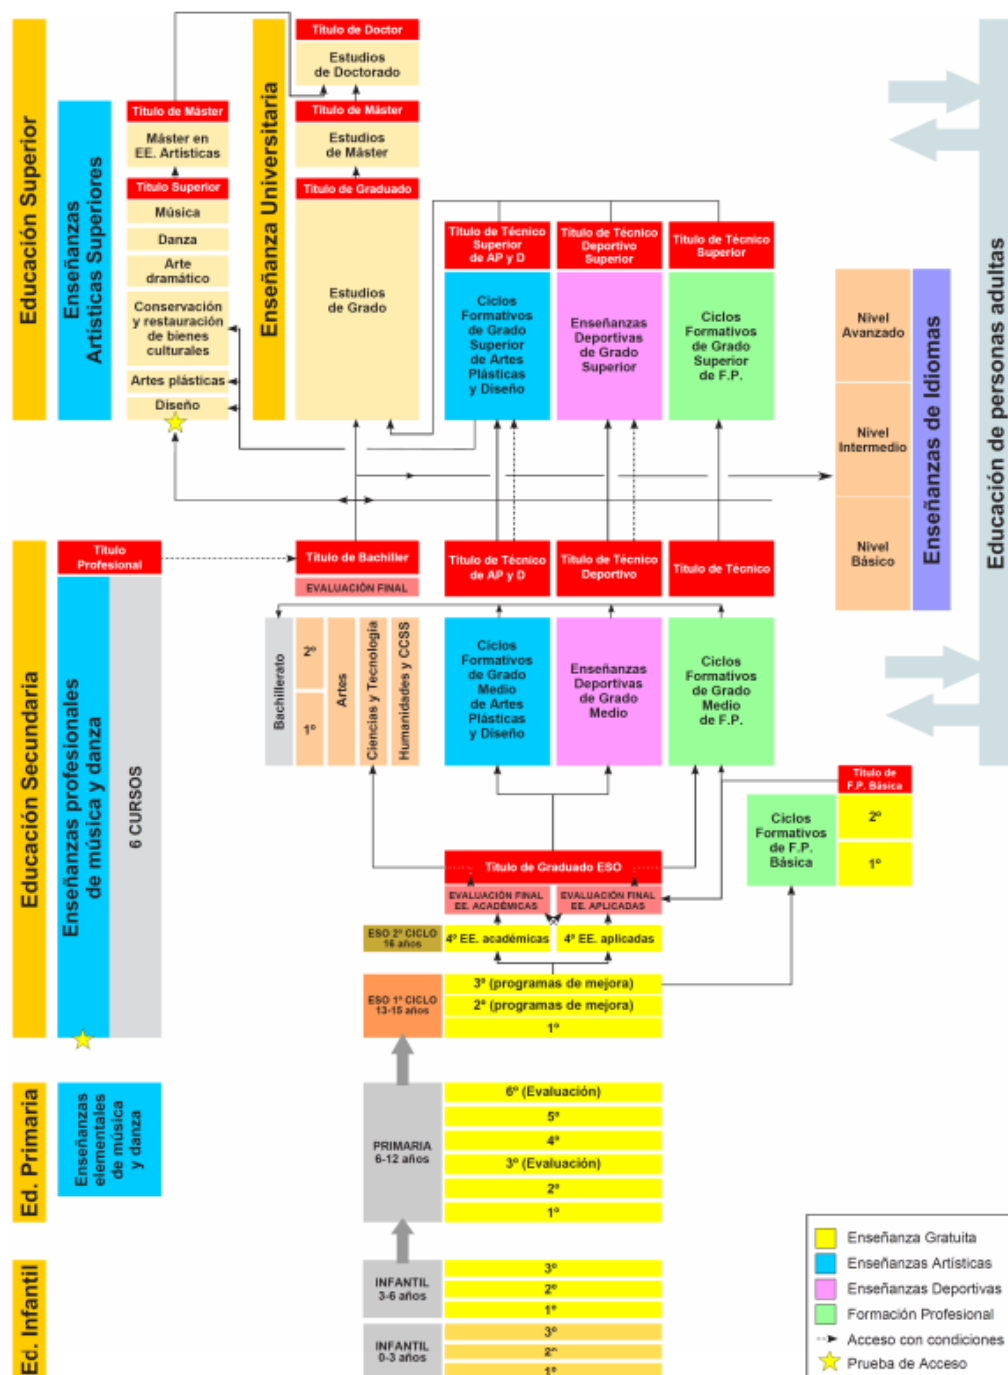 Educación Superior
Enseñanzas
Artísticas Superiores
Título de Máster
Máster en
EE. Artísticas
Título Superior
Música
Danza
Arte
dramático
Conservación
y restauración
de bienes
culturales
Artes plásticas
Diseño
Enseñanza Universitaria
Título de Doctor
Estudios
de Doctorado
Título de Máster
Estudios
de Máster
Título de Graduado
Estudios
de Grado
Título de Técnico
Superior
de AP y D
Ciclos
Formativos
de Grado
Superior
de Artes
Plásticas
y Diseño
Título de Técnico
Deportivo
Superior
Enseñanzas
Deportivas
de Grado
Superior
Título de Técnico
Superior
Ciclos
Formativos
de Grado
Superior
de F.P.
Nivel
Avanzado
Nivel
Intermedio
Nivel
Básico
Enseñanzas de Idiomas
Educación de personas adultas
Educación Secundaria
Enseñanzas profesionales
de música y danza
Título
Profesional
6 CURSOS
Título de Bachiller
EVALUACIÓN FINAL
Bachillerato
2º
1º
Artes
Ciencias y Tecnología
Humanidades y CCSS
Título de Técnico
de AP y D
Ciclos
Formativos
de Grado
Medio
de Artes
Plásticas
y Diseño
Título de Técnico
Deportivo
Enseñanzas
Deportivas
de Grado
Medio
Título de Técnico
Ciclos
Formativos
de Grado
Medio
de F.P.
Título de
F.P. Básica
Ciclos
Formativos
de F.P.
Básica
2º
1º
Título de Graduado ESO
EVALUACIÓN FINAL
EE. ACADÉMICAS
EVALUACIÓN FINAL
EE. APLICADAS
ESO 2º CICLO
16 años
4º EE. académicas
4º EE. aplicadas
ESO 1º CICLO
13-15 años
3º (programas de mejora)
2º (programas de mejora)
1º
Ed. Primaria
Enseñanzas
elementales
de música
y danza
PRIMARIA
6-12 años
6º (Evaluación)
5º
4º
3º (Evaluación)
2º
1º
Ed. Infantil
INFANTIL
3-6 años
3º
2º
1º
INFANTIL
0-3 años
3º
2º
1º
Enseñanza Gratuita
Enseñanzas Artísticas
Enseñanzas Deportivas
Formación Profesional
Acceso con condiciones
Prueba de Acceso